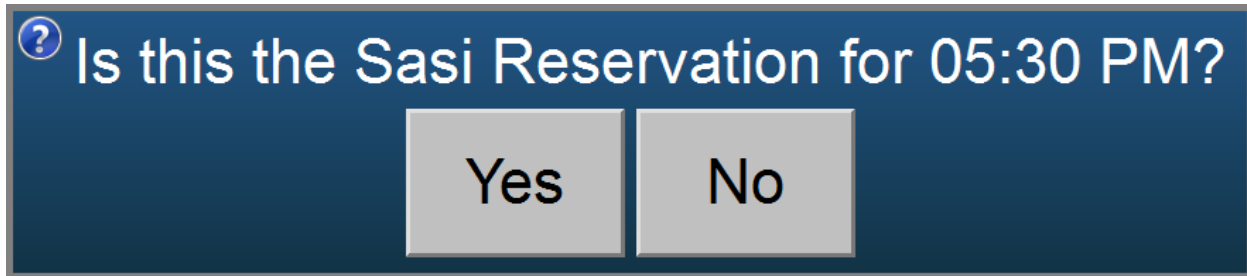 Is this the Sasi Reservation for 05:30 PM?
Yes No